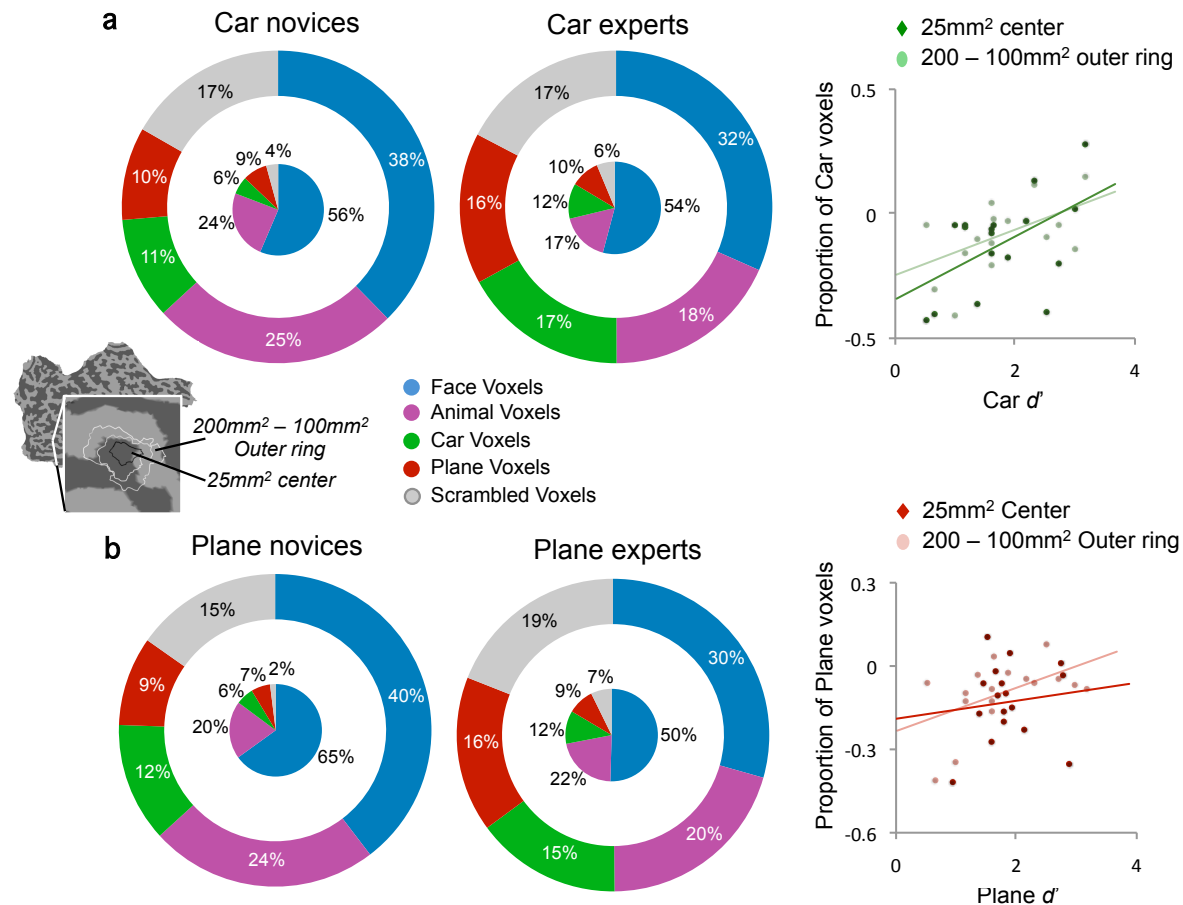 a
Car novices
17%
38%
10%
11%
25%
4%
9%
6%
24%
56%
Car experts
17%
32%
16%
17%
18%
6%
10%
12%
17%
54%
25mm² center
200 – 100mm² outer ring
Proportion of Car voxels
0.5
0
-0.5
0
2
4
Car d'
200mm² – 100mm²
Outer ring
25mm² center
Face Voxels
Animal Voxels
Car Voxels
Plane Voxels
Scrambled Voxels
b
Plane novices
15%
40%
9%
12%
24%
2%
7%
6%
20%
65%
Plane experts
19%
30%
16%
15%
20%
7%
9%
12%
22%
50%
25mm² Center
200 – 100mm² Outer ring
Proportion of Plane voxels
0.3
0
-0.3
-0.6
0
2
4
Plane d'